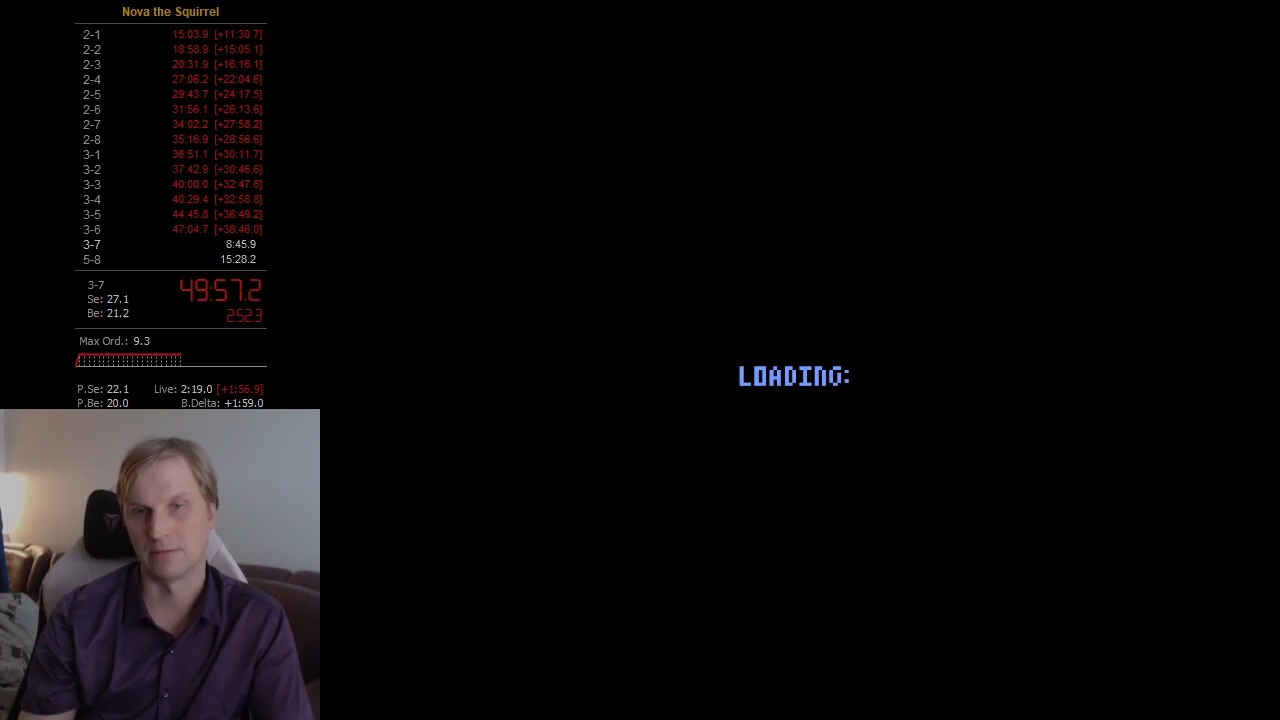 Nova the Squirrel
2-1 15:03.9 [+11:30.7]
2-2 18:58.9 [+15:05.1]
2-3 20:31.9 [+16:16.1]
2-4 27:06.2 [+22:04.6]
2-5 29:43.7 [+24:17.5]
2-6 31:56.1 [+26:13.6]
2-7 34:02.2 [+27:58.2]
2-8 35:16.9 [+28:56.6]
3-1 36:51.1 [+30:11.7]
3-2 37:42.9 [+30:46.6]
3-3 40:00.0 [+32:47.6]
3-4 40:29.4 [+32:58.8]
3-5 44:45.8 [+36:49.2]
3-6 47:04.7 [+38:46.0]
3-7 8:45.9
5-8 15:28.2
3-7 49:57.2
Se: 27.1
Be: 21.2 2:52.3
Max Ord.: 9.3
P.Se: 22.1 Live: 2:19.0 [+1:56.9]
P.Be: 20.0 B.Delta: +1:59.0
LOADING: